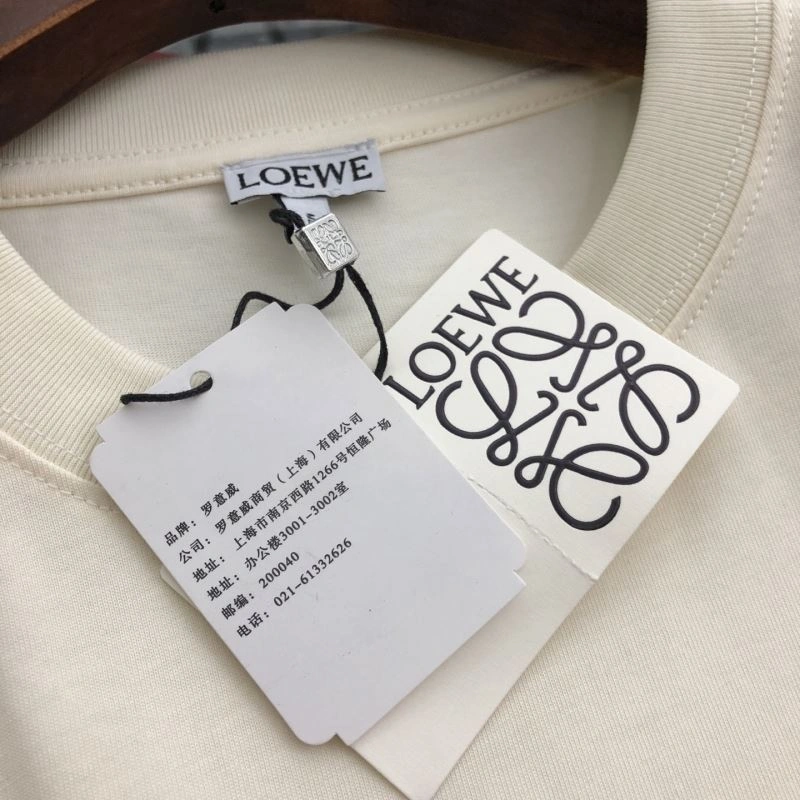 LOEWE
LOEWE
品牌：罗意威
公司：罗意威商贸（上海）有限公司
地址：上海市南京西路1266号恒隆广场
地址：办公楼3001-3002室
邮编：200040
电话：021-61332626